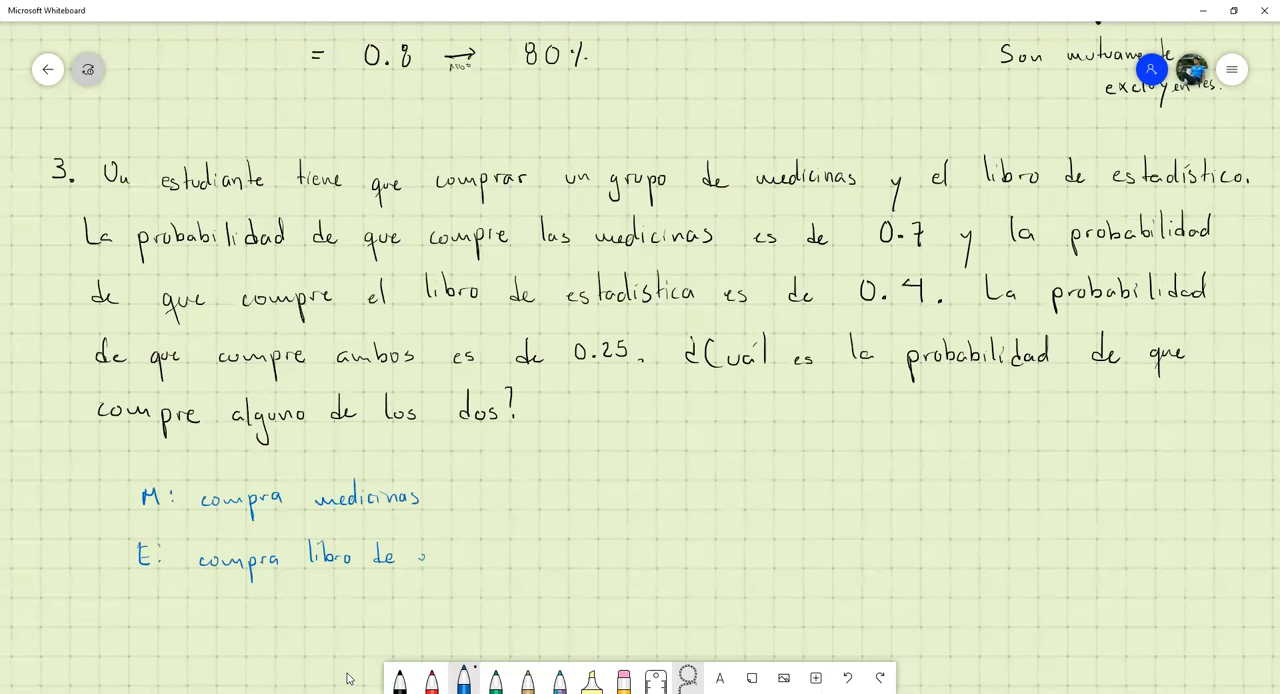 Microsoft Whiteboard
= 0.8 → 80%
x100
Son mutuamente
excluyentes.
3. Un estudiante tiene que comprar un grupo de medicinas y el libro de estadístico.
La probabilidad de que compre las medicinas es de 0.7 y la probabilidad
de que compre el libro de estadística es de 0.4. La probabilidad
de que compre ambos es de 0.25. ¿Cuál es la probabilidad de que
compre alguno de los dos?
M: compra medicinas
E: compra libro de